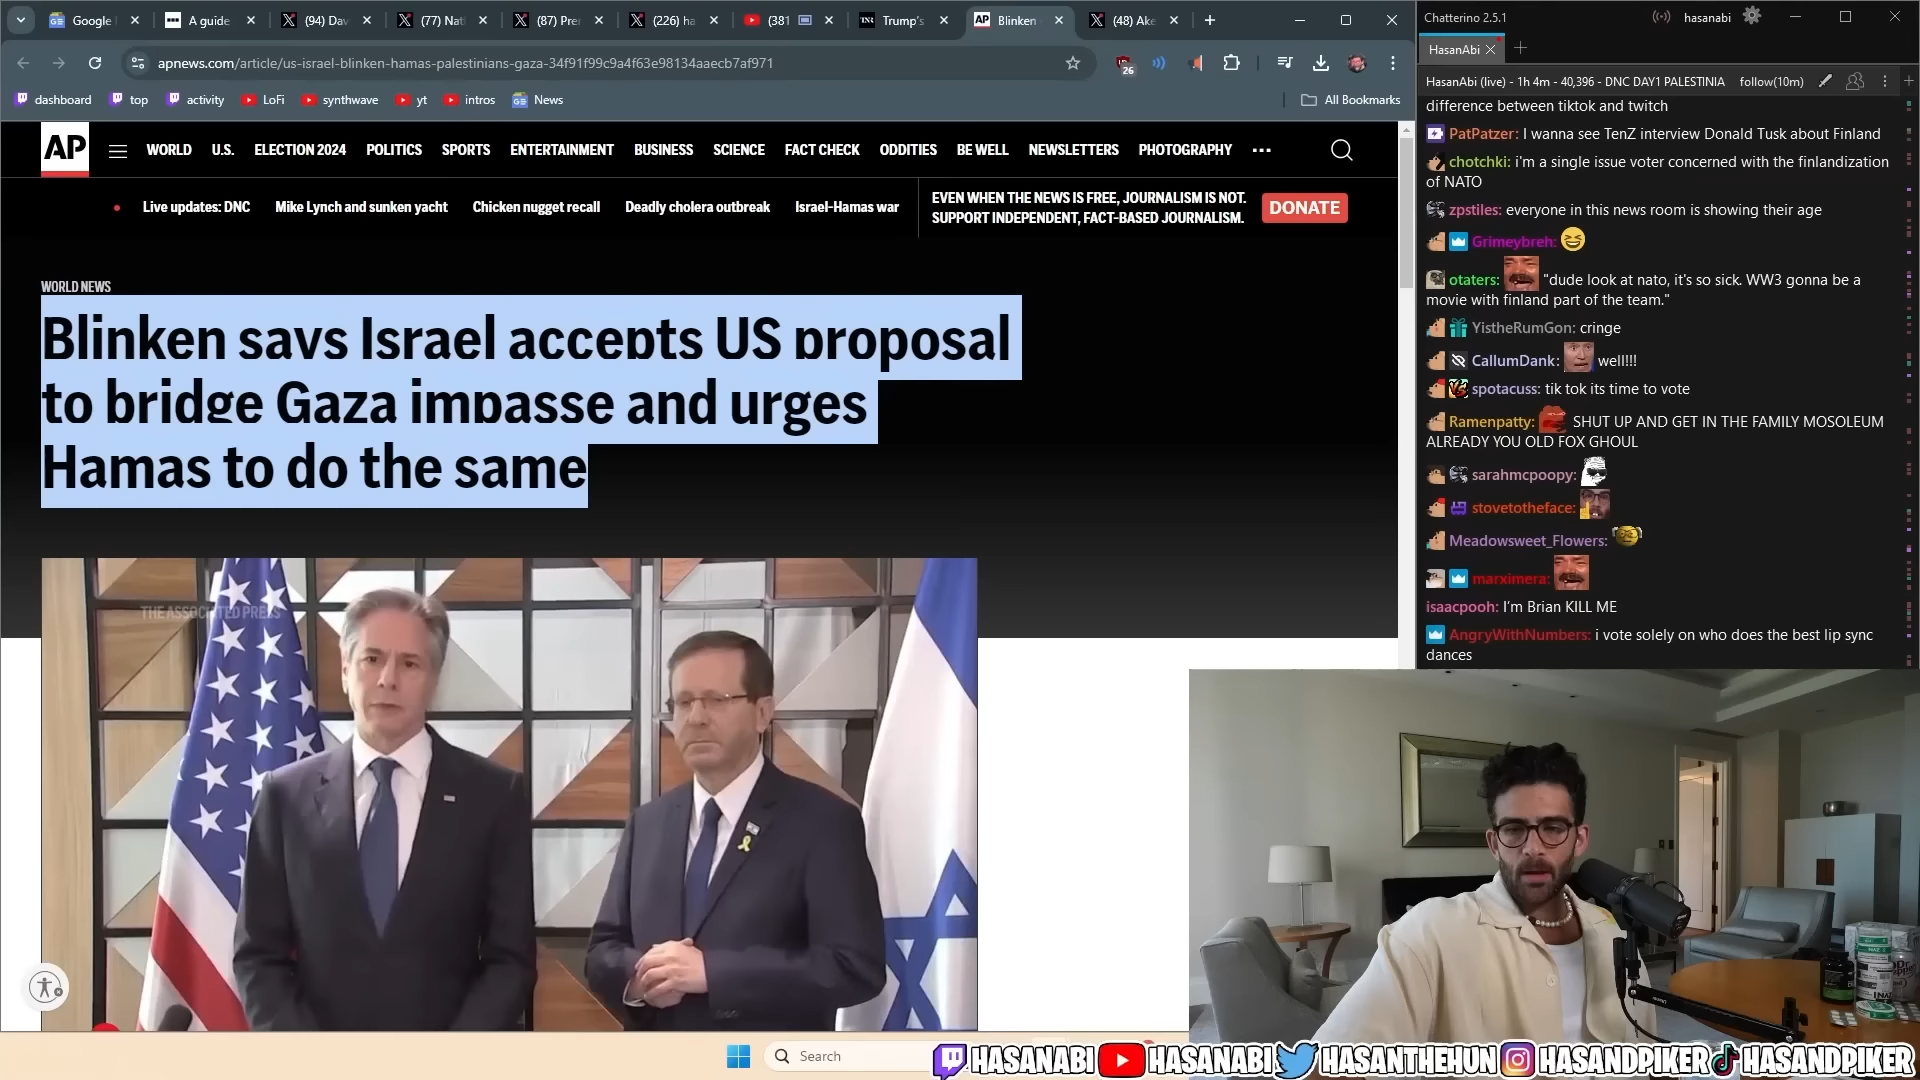 Google
A guide
(94) Dav
(77) Nat
(87) Pre
(226) ha
(381
Trump's
AP
Blinken
(48) Ake
apnews.com/article/us-israel-blinken-hamas-palestinians-gaza-34f91f99c9a4f63e98134aaecb7af971
26
dashboard
top
activity
LoFi
synthwave
yt
intros
News
All Bookmarks
AP
WORLD U.S. ELECTION 2024 POLITICS SPORTS ENTERTAINMENT BUSINESS SCIENCE FACT CHECK ODDITIES BE WELL NEWSLETTERS PHOTOGRAPHY
Live updates: DNC Mike Lynch and sunken yacht Chicken nugget recall Deadly cholera outbreak Israel-Hamas war
EVEN WHEN THE NEWS IS FREE, JOURNALISM IS NOT.
SUPPORT INDEPENDENT, FACT-BASED JOURNALISM.
DONATE
WORLD NEWS
Blinken says Israel accepts US proposal
to bridge Gaza impasse and urges
Hamas to do the same
THE ASSOCIATED PRESS
Search
Chatterino 2.5.1
hasanabi
HasanAbi
HasanAbi (live) - 1h 4m - 40,396 - DNC DAY1 PALESTINIA follow(10m)
difference between tiktok and twitch
PatPatzer: I wanna see TenZ interview Donald Tusk about Finland
chotchki: i'm a single issue voter concerned with the finlandization
of NATO
zpstiles: everyone in this news room is showing their age
Grimeybreh:
otaters: "dude look at nato, it's so sick. WW3 gonna be a
movie with finland part of the team."
YistheRumGon: cringe
CallumDank: well!!!
spotacuss: tik tok its time to vote
Ramenpatty: SHUT UP AND GET IN THE FAMILY MOSOLEUM
ALREADY YOU OLD FOX GHOUL
sarahmcpoopy:
stovetotheface:
Meadowsweet_Flowers:
marximera:
isaacpooh: I'm Brian KILL ME
AngryWithNumbers: i vote solely on who does the best lip sync
dances
HASANABI HASANABI HASANTHEHUN HASANDPIKER HASANDPIKER